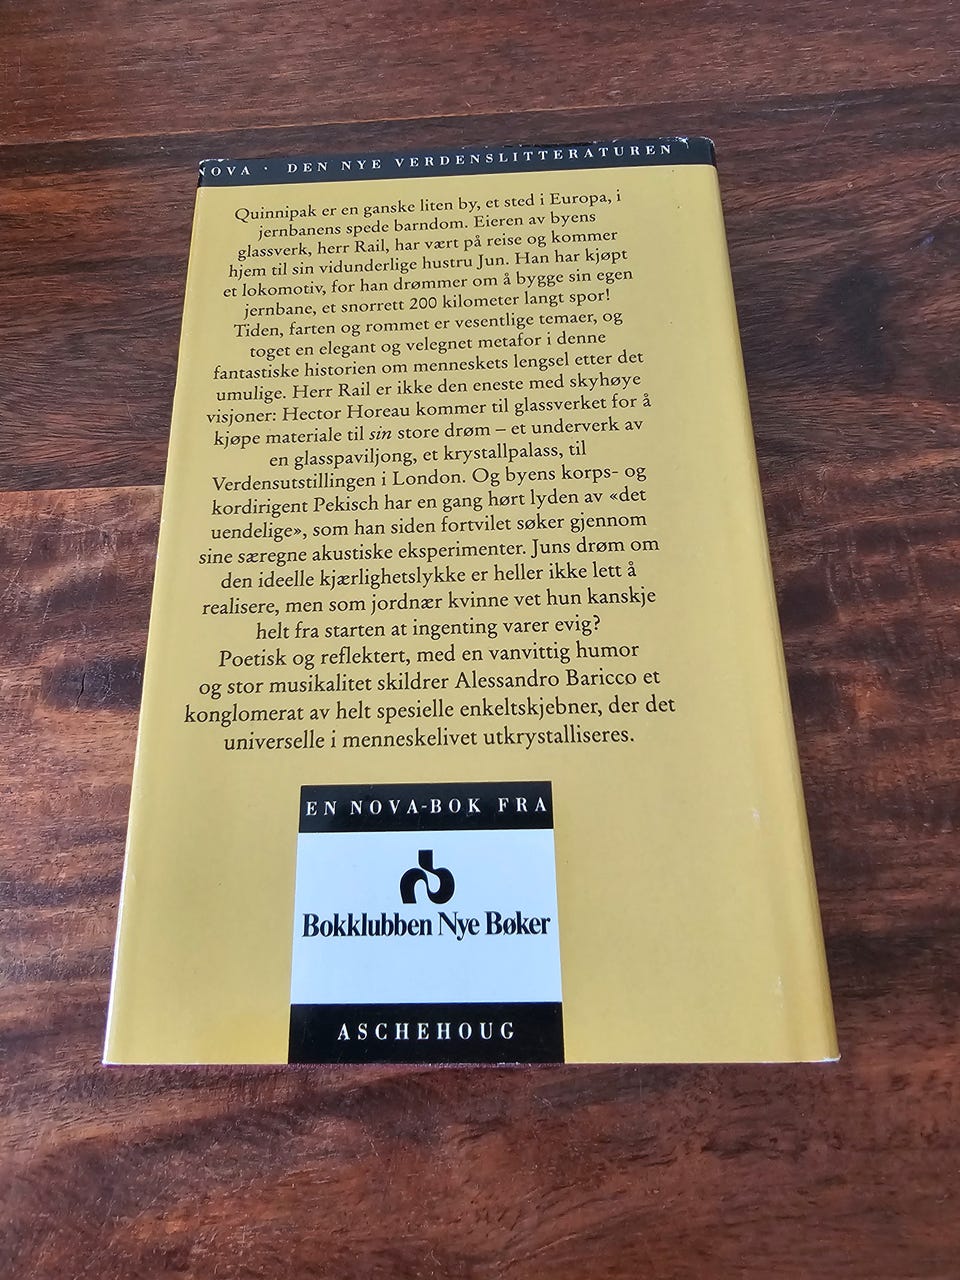 NOVA · DEN NYE VERDENSLITTERATUREN
Quinnipak er en ganske liten by, et sted i Europa, i
jernbanens spede barndom. Eieren av byens
glassverk, herr Rail, har vært på reise og kommer
hjem til sin vidunderlige hustru Jun. Han har kjøpt
et lokomotiv, for han drømmer om å bygge sin egen
jernbane, et snorrett 200 kilometer langt spor!
Tiden, farten og rommet er vesentlige temaer, og
toget en elegant og velegnet metafor i denne
fantastiske historien om menneskets lengsel etter det
umulige. Herr Rail er ikke den eneste med skyhøye
visjoner: Hector Horeau kommer til glassverket for å
kjøpe materiale til sin store drøm – et underverk av
en glasspaviljong, et krystallpalass, til
Verdensutstillingen i London. Og byens korps- og
kordirigent Pekisch har en gang hørt lyden av «det
uendelige», som han siden fortvilet søker gjennom
sine særegne akustiske eksperimenter. Juns drøm om
den ideelle kjærlighetslykke er heller ikke lett å
realisere, men som jordnær kvinne vet hun kanskje
helt fra starten at ingenting varer evig?
Poetisk og reflektert, med en vanvittig humor
og stor musikalitet skildrer Alessandro Baricco et
konglomerat av helt spesielle enkeltskjebner, der det
universelle i menneskelivet utkrystalliseres.
EN NOVA-BOK FRA
Bokklubben Nye Bøker
ASCHEHOUG